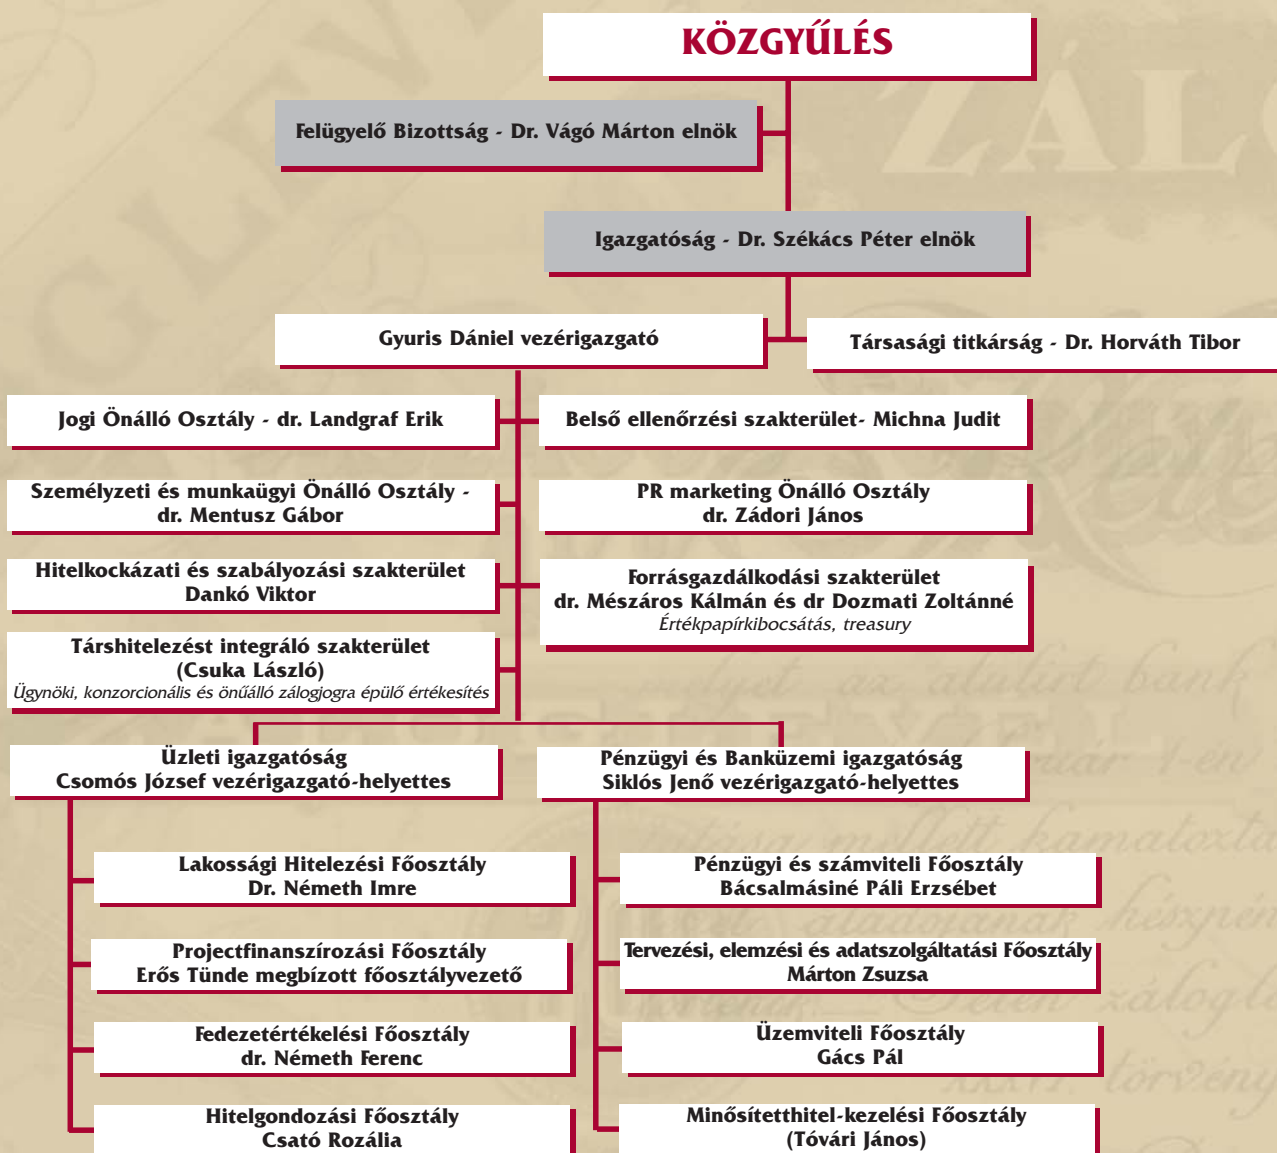 KÖZGYŰLÉS
Felügyelő Bizottság - Dr. Vágó Márton elnök
Igazgatóság - Dr. Székács Péter elnök
Gyuris Dániel vezérigazgató
Társasági titkárság - Dr. Horváth Tibor
Jogi Önálló Osztály - dr. Landgraf Erik
Belső ellenőrzési szakterület- Michna Judit
Személyzeti és munkaügyi Önálló Osztály -
dr. Mentusz Gábor
PR marketing Önálló Osztály
dr. Zádori János
Hitelkockázati és szabályozási szakterület
Dankó Viktor
Forrásgazdálkodási szakterület
dr. Mészáros Kálmán és dr Dozmati Zoltánné
Értékpapírkibocsátás, treasury
Társhitelezést integráló szakterület
(Csuka László)
Ügynöki, konzorcionális és önűálló zálogjogra épülő értékesítés
Üzleti igazgatóság
Csomós József vezérigazgató-helyettes
Pénzügyi és Banküzemi igazgatóság
Siklós Jenő vezérigazgató-helyettes
Lakossági Hitelezési Főosztály
Dr. Németh Imre
Projectfinanszírozási Főosztály
Erős Tünde megbízott főosztályvezető
Fedezetértékelési Főosztály
dr. Németh Ferenc
Hitelgondozási Főosztály
Csató Rozália
Pénzügyi és számviteli Főosztály
Bácsalmásiné Páli Erzsébet
Tervezési, elemzési és adatszolgáltatási Főosztály
Márton Zsuzsa
Üzemviteli Főosztály
Gács Pál
Minősítetthitel-kezelési Főosztály
(Tóvári János)